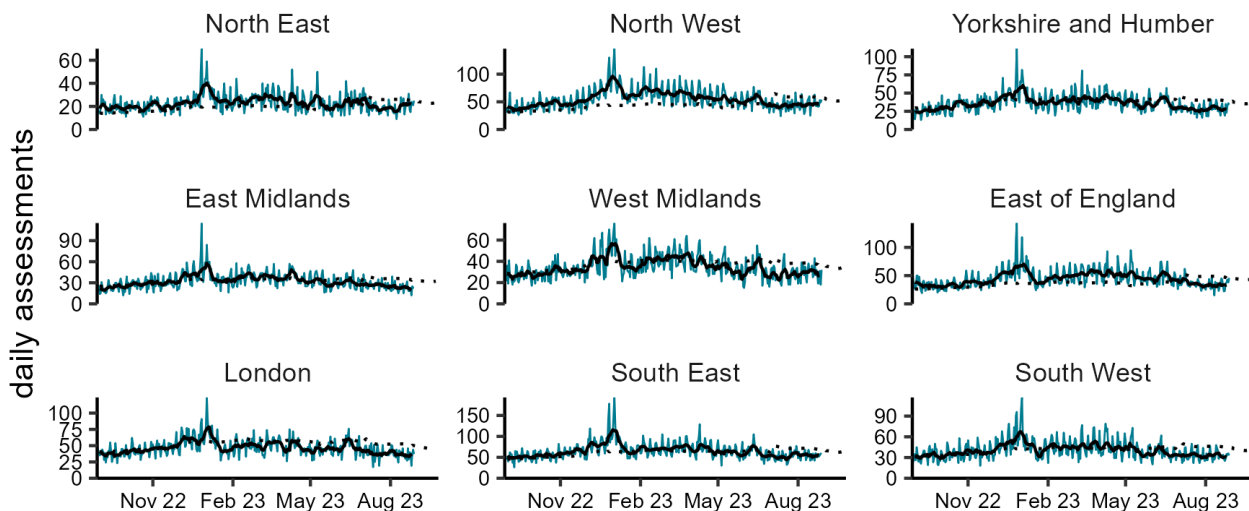 North East
North West
Yorkshire and Humber
60
40
20
0
100
50
0
100
75
50
25
0
daily assessments
East Midlands
West Midlands
East of England
90
60
30
0
60
40
20
0
100
50
0
London
South East
South West
100
75
50
25
0
150
100
50
0
90
60
30
0
Nov 22 Feb 23 May 23 Aug 23
Nov 22 Feb 23 May 23 Aug 23
Nov 22 Feb 23 May 23 Aug 23